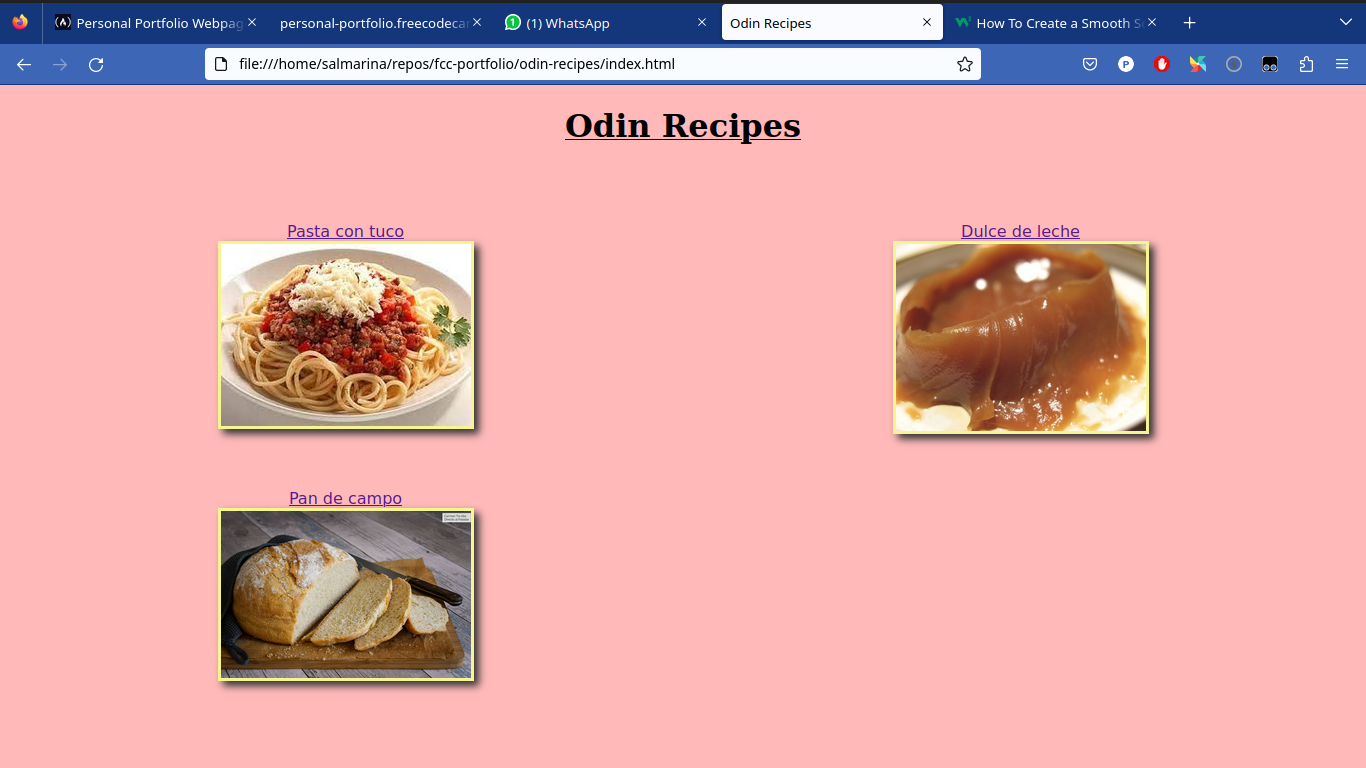 Personal Portfolio Webpag
personal-portfolio.freecodecar
1 (1) WhatsApp
Odin Recipes
How To Create a Smooth S
file:///home/salmarina/repos/fcc-portfolio/odin-recipes/index.html
P
Odin Recipes
Pasta con tuco
Dulce de leche
Pan de campo